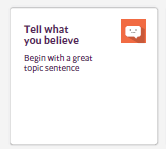 Tell what
you believe
Begin with a great
topic sentence